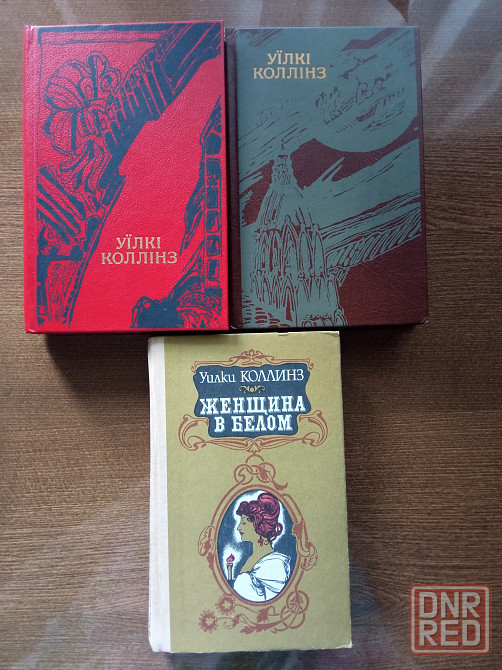 УЇЛКІ
КОЛЛІНЗ
УЇЛКІ
КОЛЛІНЗ
Уилки КОЛЛИНЗ
ЖЕНЩИНА
В БЕЛОМ
DNR
RED